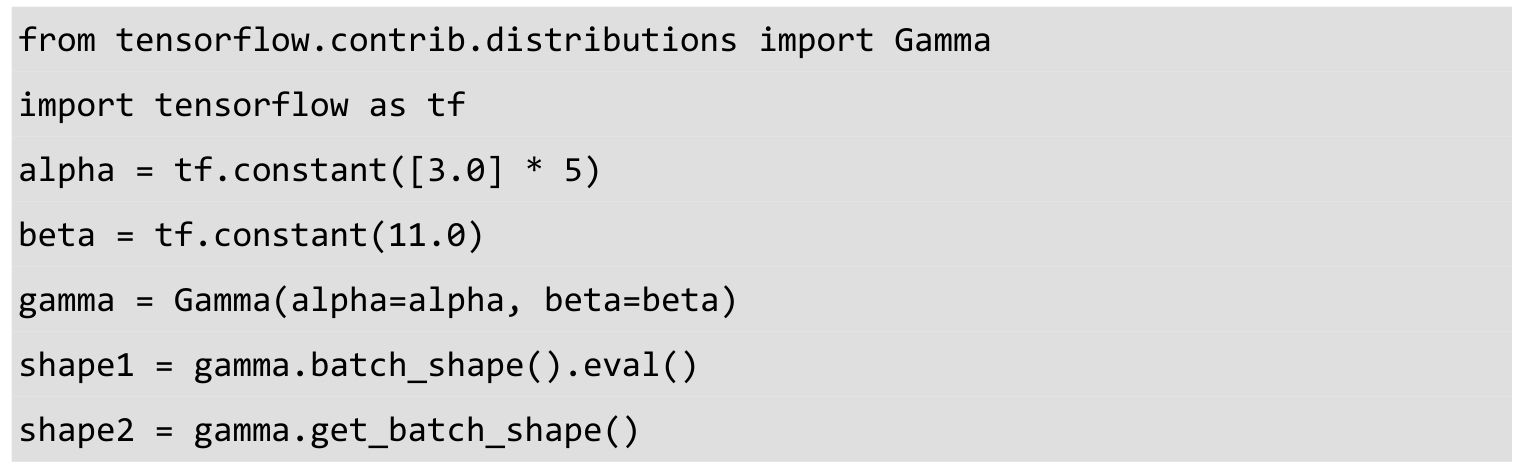 from tensorflow.contrib.distributions import Gamma
import tensorflow as tf
alpha = tf.constant([3.0] * 5)
beta = tf.constant(11.0)
gamma = Gamma(alpha=alpha, beta=beta)
shape1 = gamma.batch_shape().eval()
shape2 = gamma.get_batch_shape()